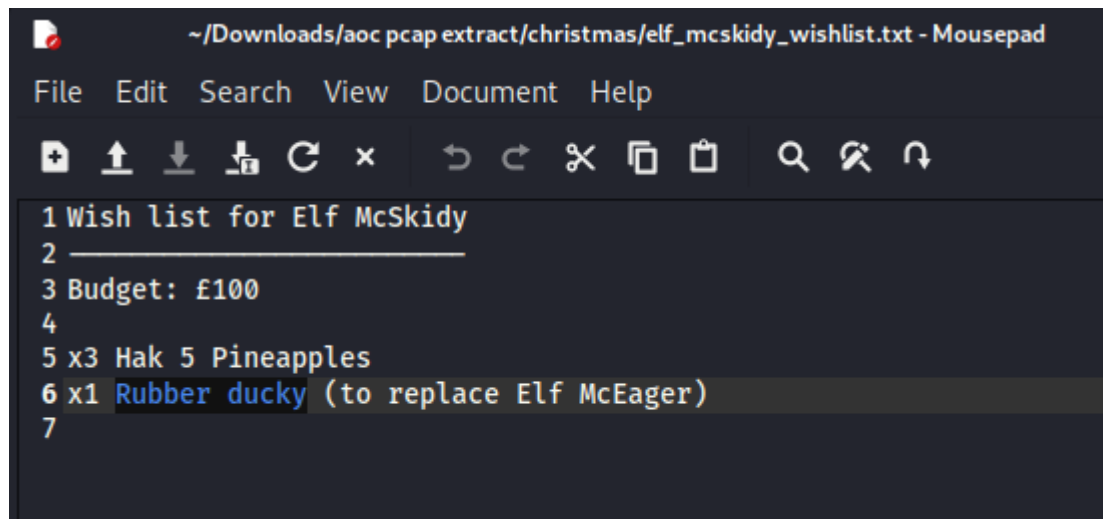 ~/Downloads/aoc pcap extract/christmas/elf_mcskidy_wishlist.txt - Mousepad
File Edit Search View Document Help
1 Wish list for Elf McSkidy
2 -------------------------
3 Budget: £100
4
5 x3 Hak 5 Pineapples
6 x1 Rubber ducky (to replace Elf McEager)
7